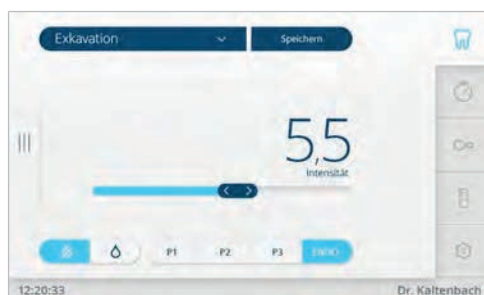 Exkavation Speichern
5,5
Intensität
P1 P2 P3 ENDO
12:20:33 Dr. Kaltenbach